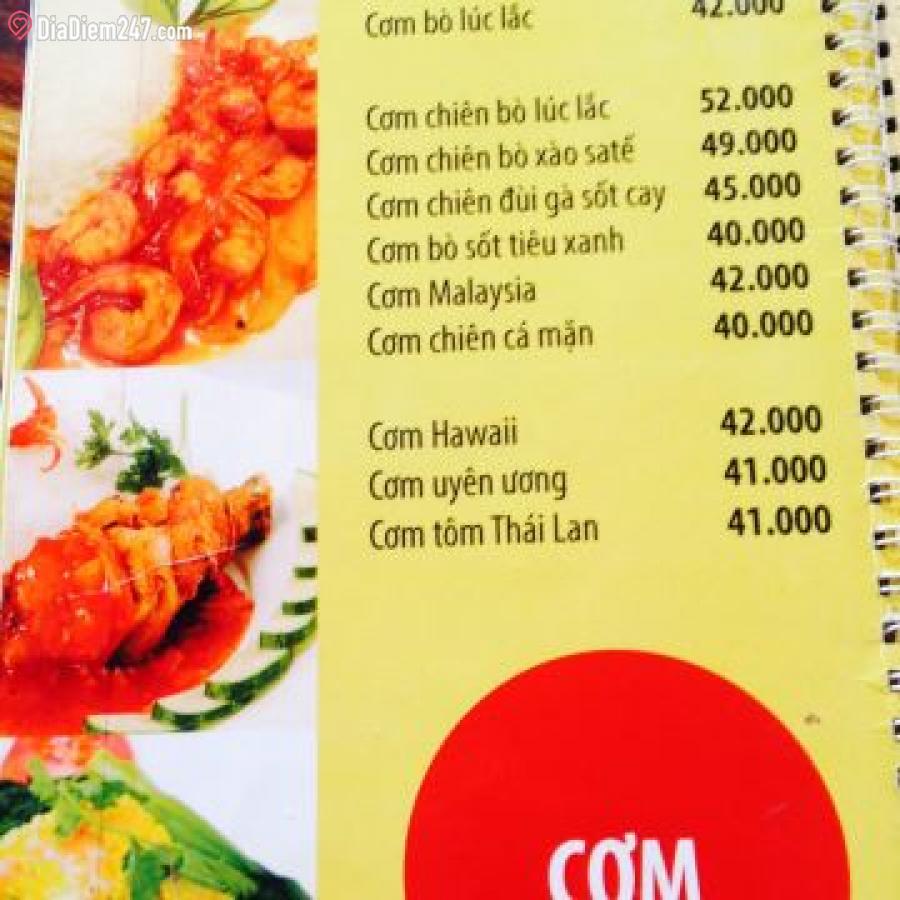 DiaDiem247.com
Cơm bò lúc lắc 42.000
Cơm chiên bò lúc lắc 52.000
Cơm chiên bò xào satế 49.000
Cơm chiên đùi gà sốt cay 45.000
Cơm bò sốt tiêu xanh 40.000
Cơm Malaysia 42.000
Cơm chiên cá mặn 40.000
Cơm Hawaii 42.000
Cơm uyên ương 41.000
Cơm tôm Thái Lan 41.000
CƠM